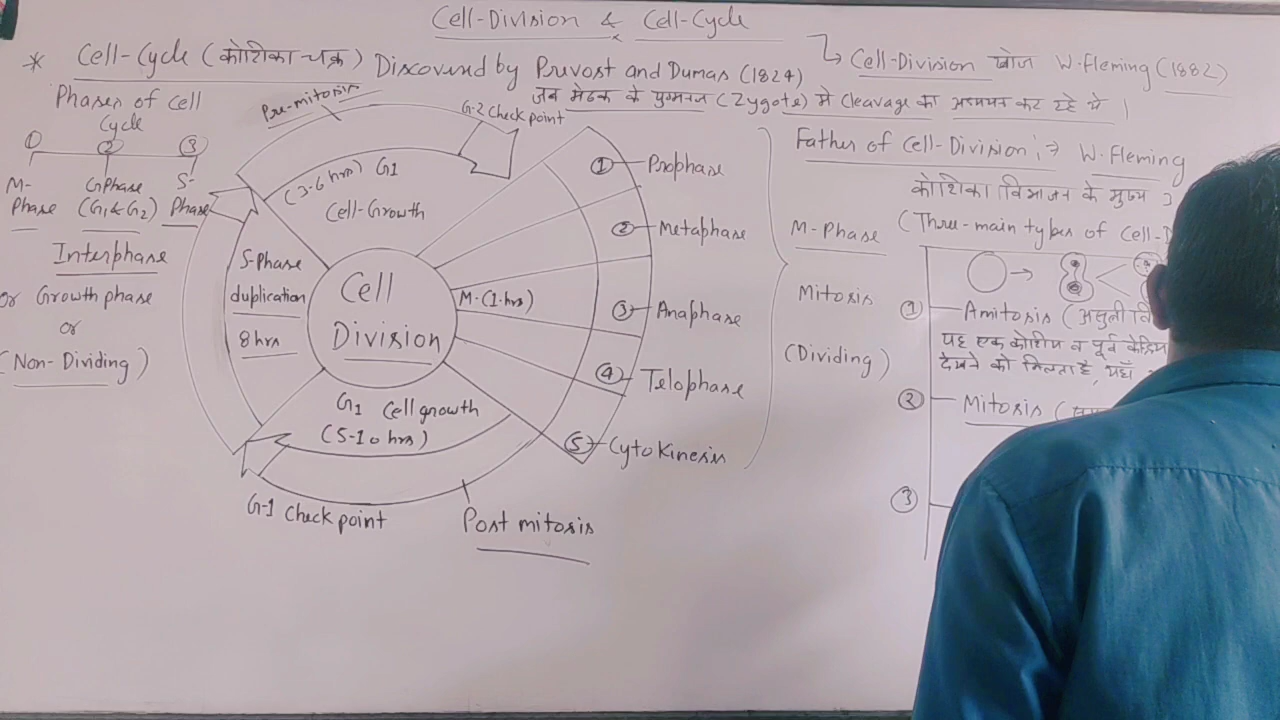 Cell-Division & Cell-Cycle
* Cell-Cycle (कोशिका-चक्र) Discovered by Prevost and Dumas (1824)
जब मेढक के युग्मनज (Zygote) में Cleavage का अध्ययन कर रहे थे।
↳ Cell-Division खोज W.Fleming (1882)
Phases of cell
Cycle
① ② ③
M-Phase
G-Phase (G1 & G2)
S-Phase
Interphase
or Growth phase
or
(Non-Dividing)
Pre-mitosis
G-2 Check point
(3-6 hrs) G1
Cell-Growth
S-Phase
duplication
8 hrs
Cell
Division
M-(1-hrs)
G1 Cell growth
(5-10 hrs)
G-1 Check point
Post mitosis
① Prophase
② Metaphase
③ Anaphase
④ Telophase
⑤ Cytokinesis
M-Phase
Mitosis
(Dividing)
Father of Cell-Division ;→ W.Fleming
कोशिका विभाजन के मुख्य
(Three-main types of Cell-D
① Amitosis (असुली वि
यह एक कोशिय व पूर्व केन्द्रिय
देखने को मिलता है, यह
② Mitosis (
③